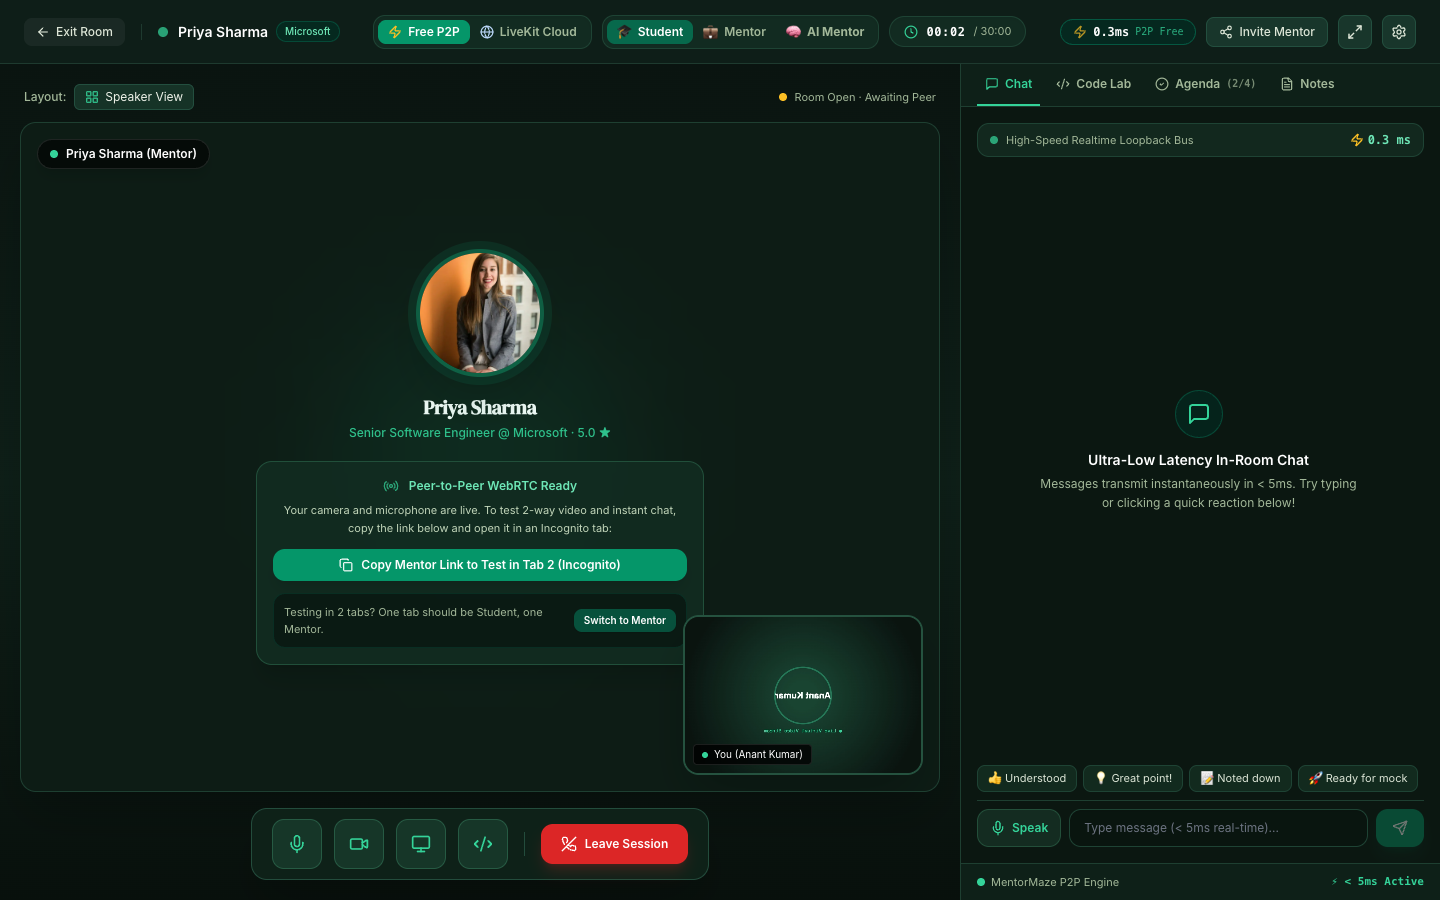 Exit Room
Priya Sharma
Microsoft
Free P2P
LiveKit Cloud
Student
Mentor
AI Mentor
00:02 / 30:00
0.3ms P2P Free
Invite Mentor
Layout:
Speaker View
Room Open · Awaiting Peer
Priya Sharma (Mentor)
Priya Sharma
Senior Software Engineer @ Microsoft · 5.0 ★
Peer-to-Peer WebRTC Ready
Your camera and microphone are live. To test 2-way video and instant chat,
copy the link below and open it in an Incognito tab:
Copy Mentor Link to Test in Tab 2 (Incognito)
Testing in 2 tabs? One tab should be Student, one
Mentor.
Switch to Mentor
Anant Kumar
You (Anant Kumar)
Leave Session
Chat
Code Lab
Agenda (2/4)
Notes
High-Speed Realtime Loopback Bus
0.3 ms
Ultra-Low Latency In-Room Chat
Messages transmit instantaneously in < 5ms. Try typing
or clicking a quick reaction below!
👍 Understood
💡 Great point!
📝 Noted down
🚀 Ready for mock
Speak
Type message (< 5ms real-time)...
MentorMaze P2P Engine
⚡ < 5ms Active